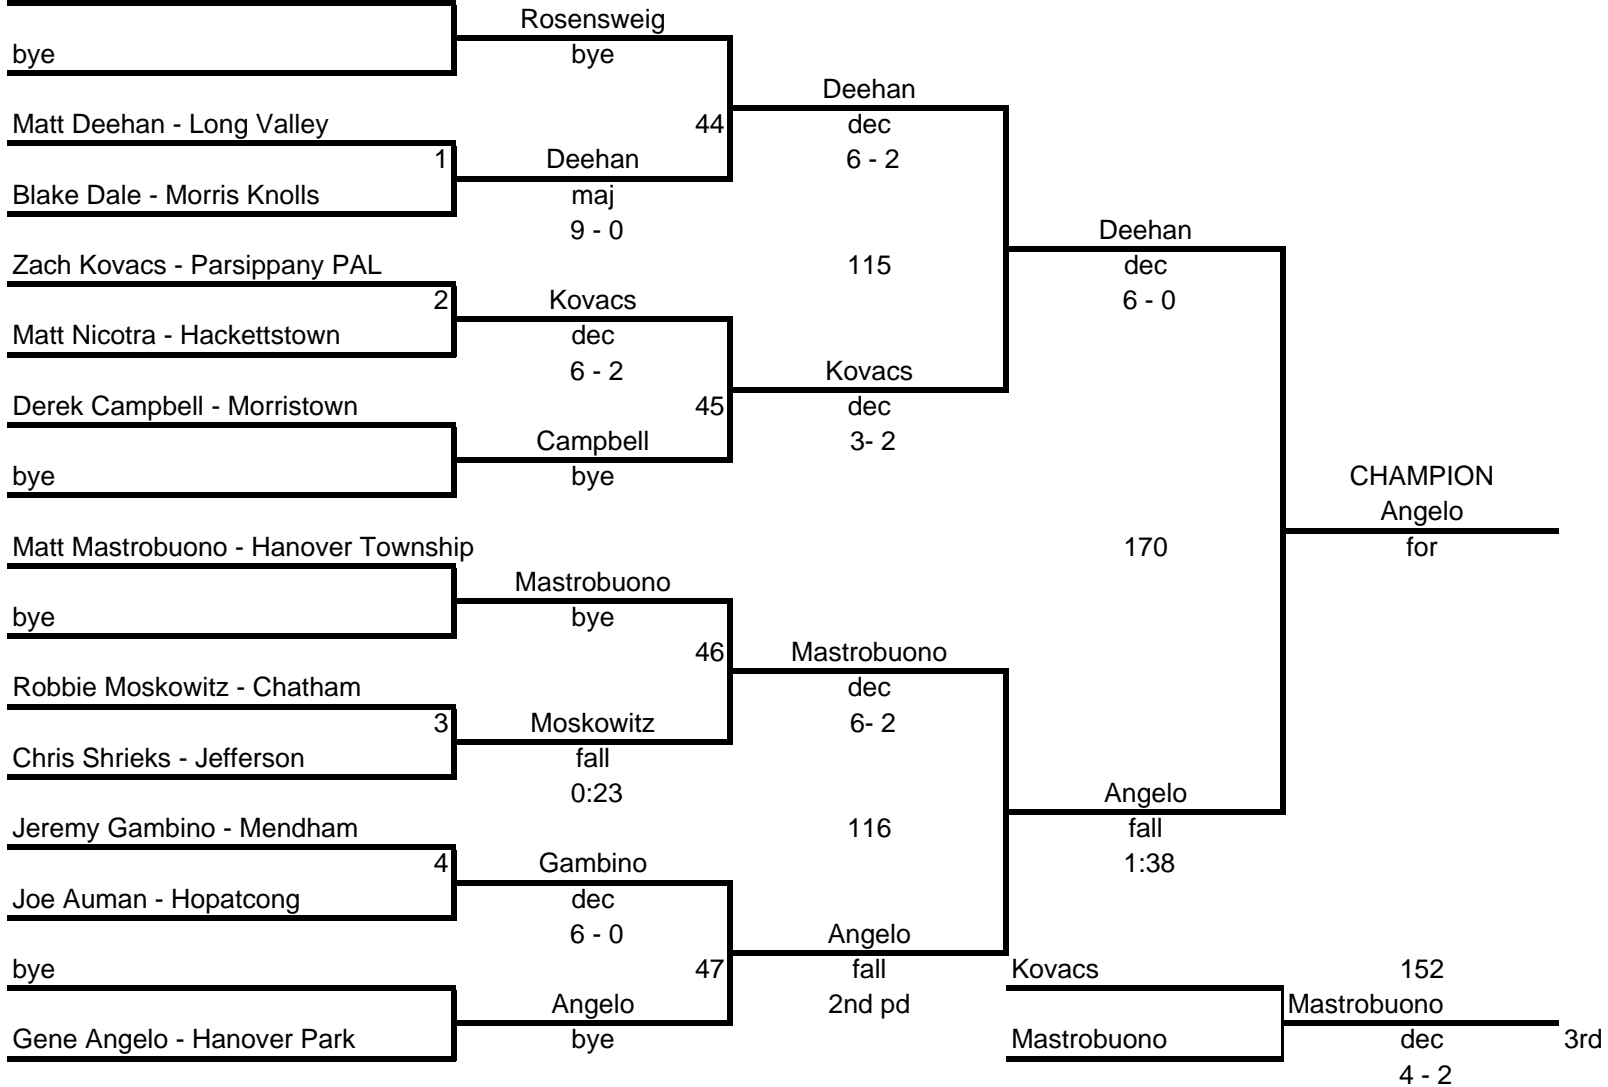 Rosensweig
bye
bye
Deehan
Matt Deehan - Long Valley
44
dec
1
Deehan
6 - 2
Blake Dale - Morris Knolls
maj
9 - 0
Deehan
Zach Kovacs - Parsippany PAL
115
dec
2
Kovacs
6 - 0
Matt Nicotra - Hackettstown
dec
6 - 2
Kovacs
Derek Campbell - Morristown
45
dec
Campbell
3- 2
bye
bye
CHAMPION
Angelo
Matt Mastrobuono - Hanover Township
170
for
Mastrobuono
bye
bye
46
Mastrobuono
Robbie Moskowitz - Chatham
dec
3
Moskowitz
6- 2
Chris Shrieks - Jefferson
fall
0:23
Angelo
Jeremy Gambino - Mendham
116
fall
4
Gambino
1:38
Joe Auman - Hopatcong
dec
6 - 0
Angelo
bye
47
fall
Kovacs
152
Angelo
2nd pd
Mastrobuono
Gene Angelo - Hanover Park
bye
Mastrobuono
dec
3rd
4 - 2